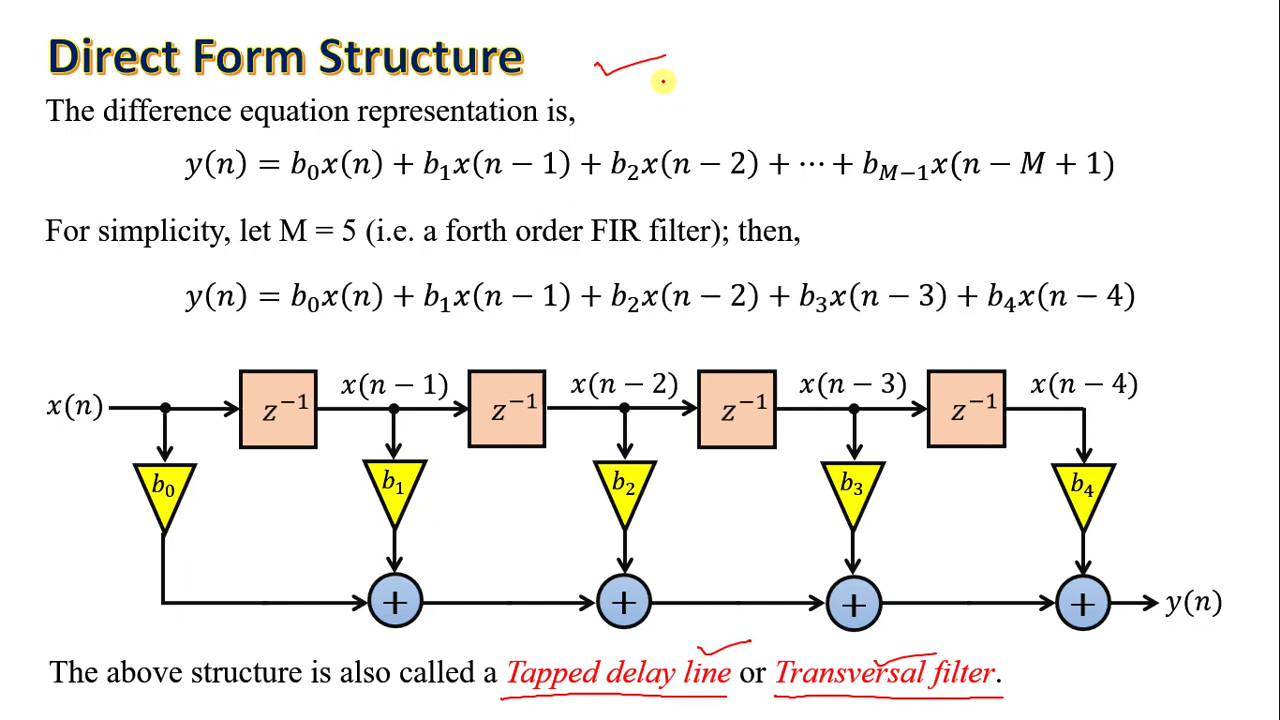 Direct Form Structure
The difference equation representation is,
y(n) = b₀x(n) + b₁x(n − 1) + b₂x(n − 2) + ⋯ + b_{M−1}x(n − M + 1)
For simplicity, let M = 5 (i.e. a forth order FIR filter); then,
y(n) = b₀x(n) + b₁x(n − 1) + b₂x(n − 2) + b₃x(n − 3) + b₄x(n − 4)
x(n) z⁻¹ x(n − 1) z⁻¹ x(n − 2) z⁻¹ x(n − 3) z⁻¹ x(n − 4)
b₀ b₁ b₂ b₃ b₄
+ + + + y(n)
The above structure is also called a Tapped delay line or Transversal filter.